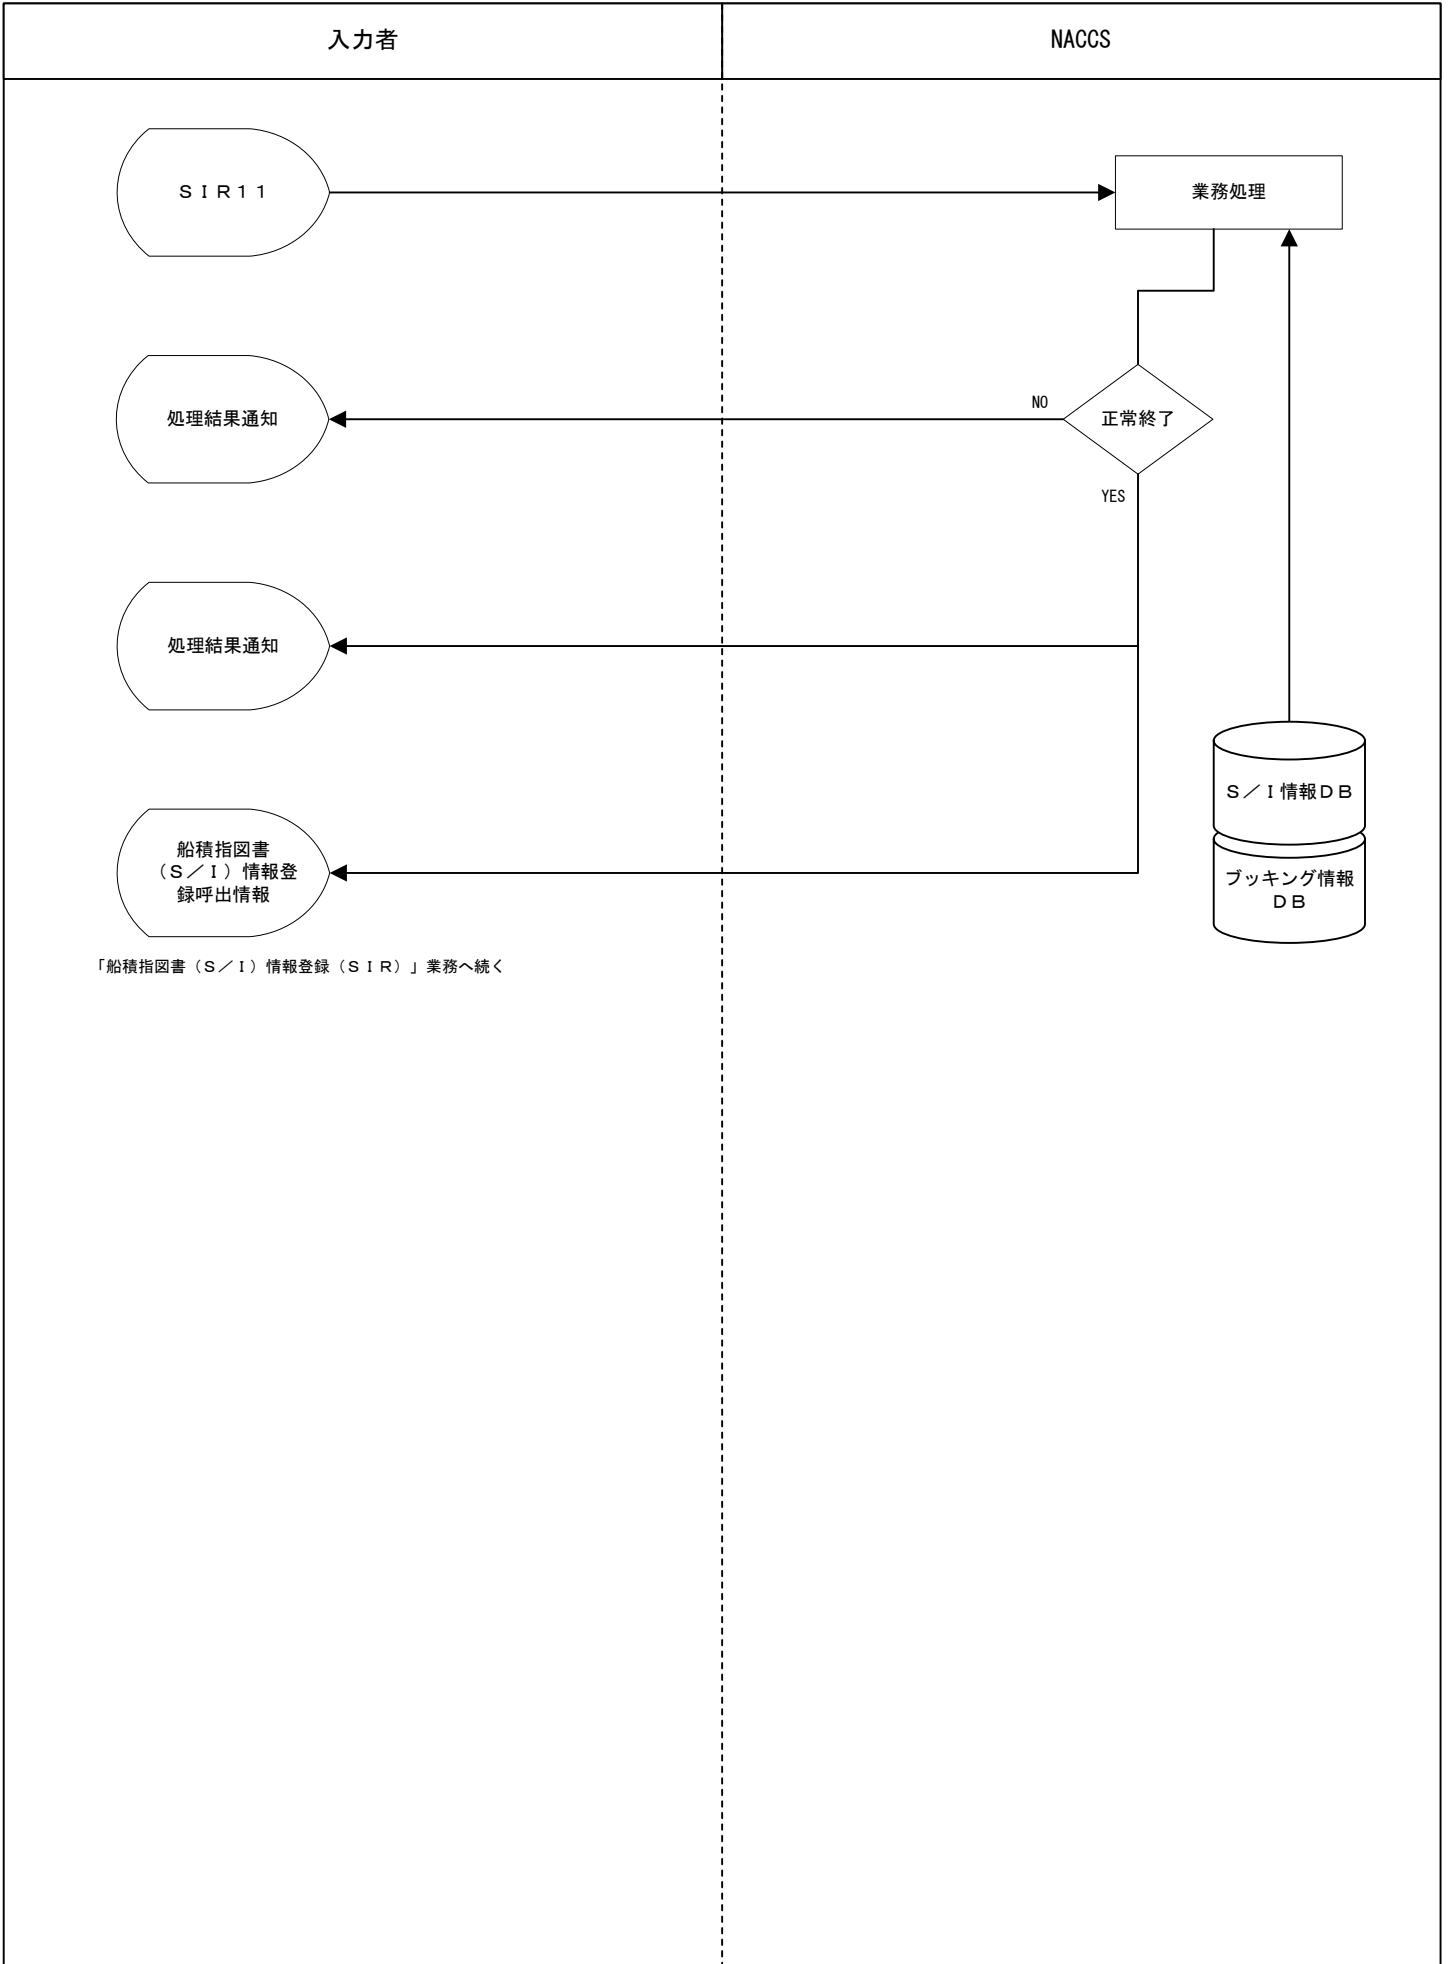 入力者
NACCS
ＳＩＲ１１
業務処理
処理結果通知
NO
正常終了
YES
処理結果通知
Ｓ／Ｉ情報ＤＢ
船積指図書
（Ｓ／Ｉ）情報登
録呼出情報
ブッキング情報
ＤＢ
「船積指図書（Ｓ／Ｉ）情報登録（ＳＩＲ）」業務へ続く